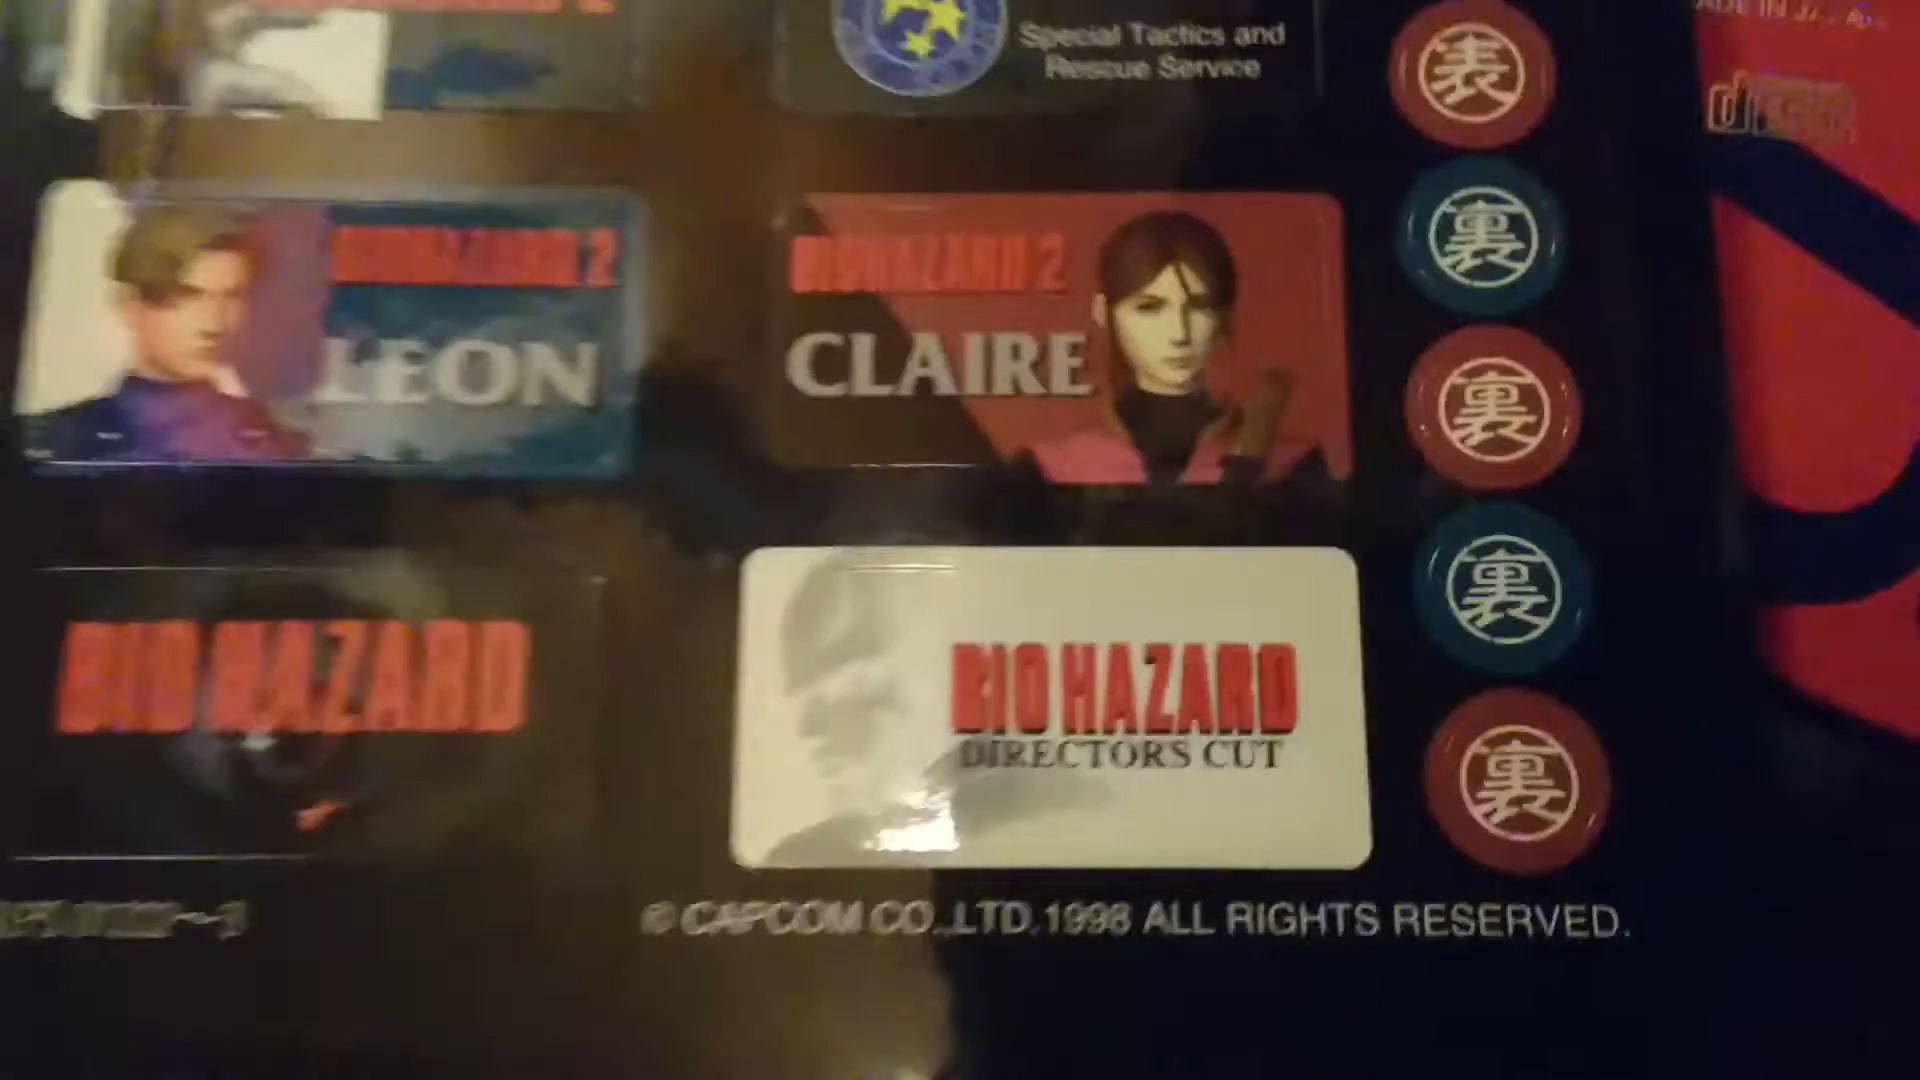 Special Tactics and
Rescue Service
表
裏
BIOHAZARD 2
LEON
BIOHAZARD 2
CLAIRE
裏
裏
BIO HAZARD
BIO HAZARD
DIRECTORS CUT
裏
© CAPCOM CO.,LTD.1998 ALL RIGHTS RESERVED.